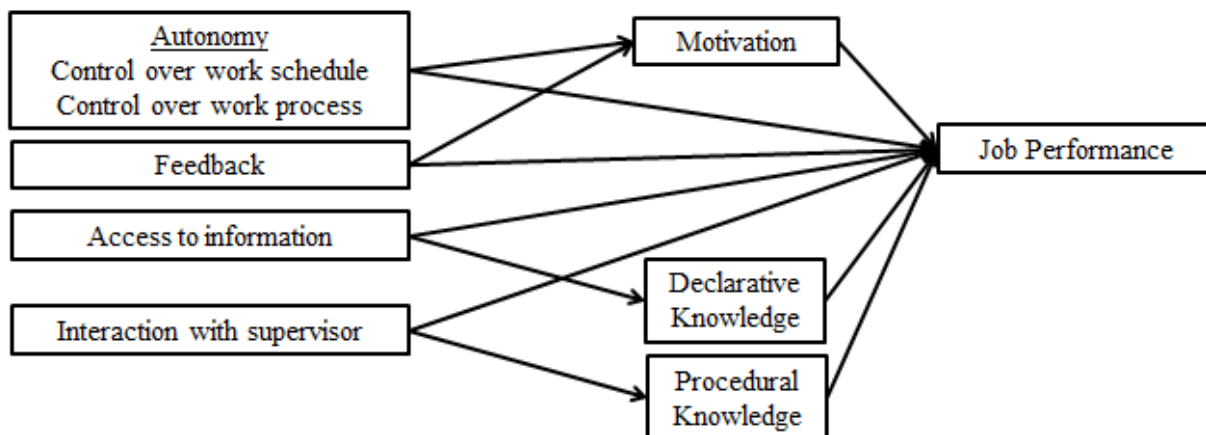 Autonomy
Control over work schedule
Control over work process
Feedback
Access to information
Interaction with supervisor
Motivation
Declarative
Knowledge
Procedural
Knowledge
Job Performance